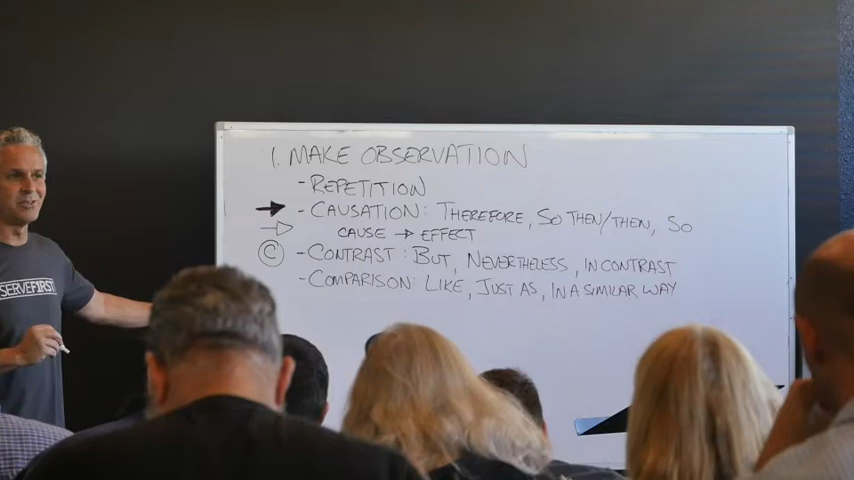 1. MAKE OBSERVATION
- REPETITION
- CAUSATION: THEREFORE, SO THEN/THEN, SO
CAUSE → EFFECT
© - CONTRAST: BUT, NEVERTHELESS, IN CONTRAST
- COMPARISON: LIKE, JUST AS, IN A SIMILAR WAY
SERVEF1RST